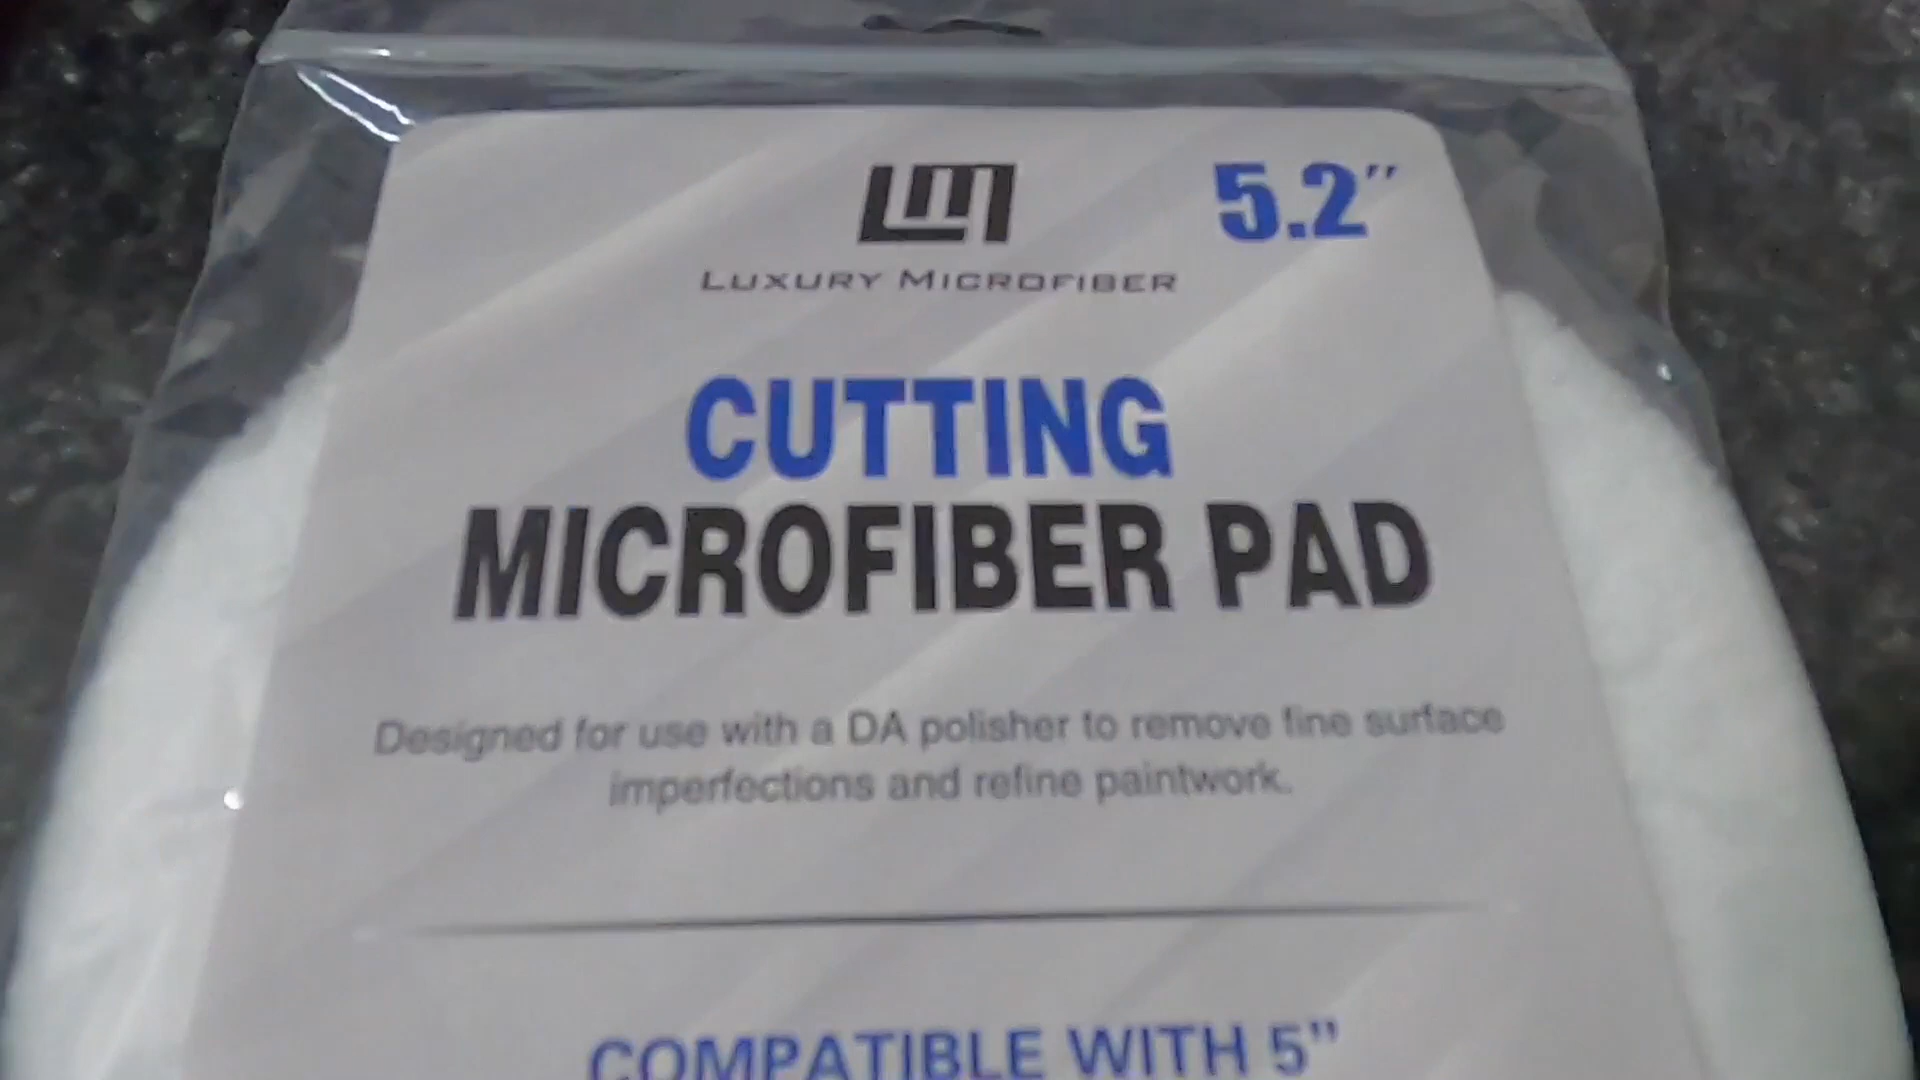 LM
5.2"
LUXURY MICROFIBER
CUTTING
MICROFIBER PAD
Designed for use with a DA polisher to remove fine surface
imperfections and refine paintwork.
COMPATIBLE WITH 5"